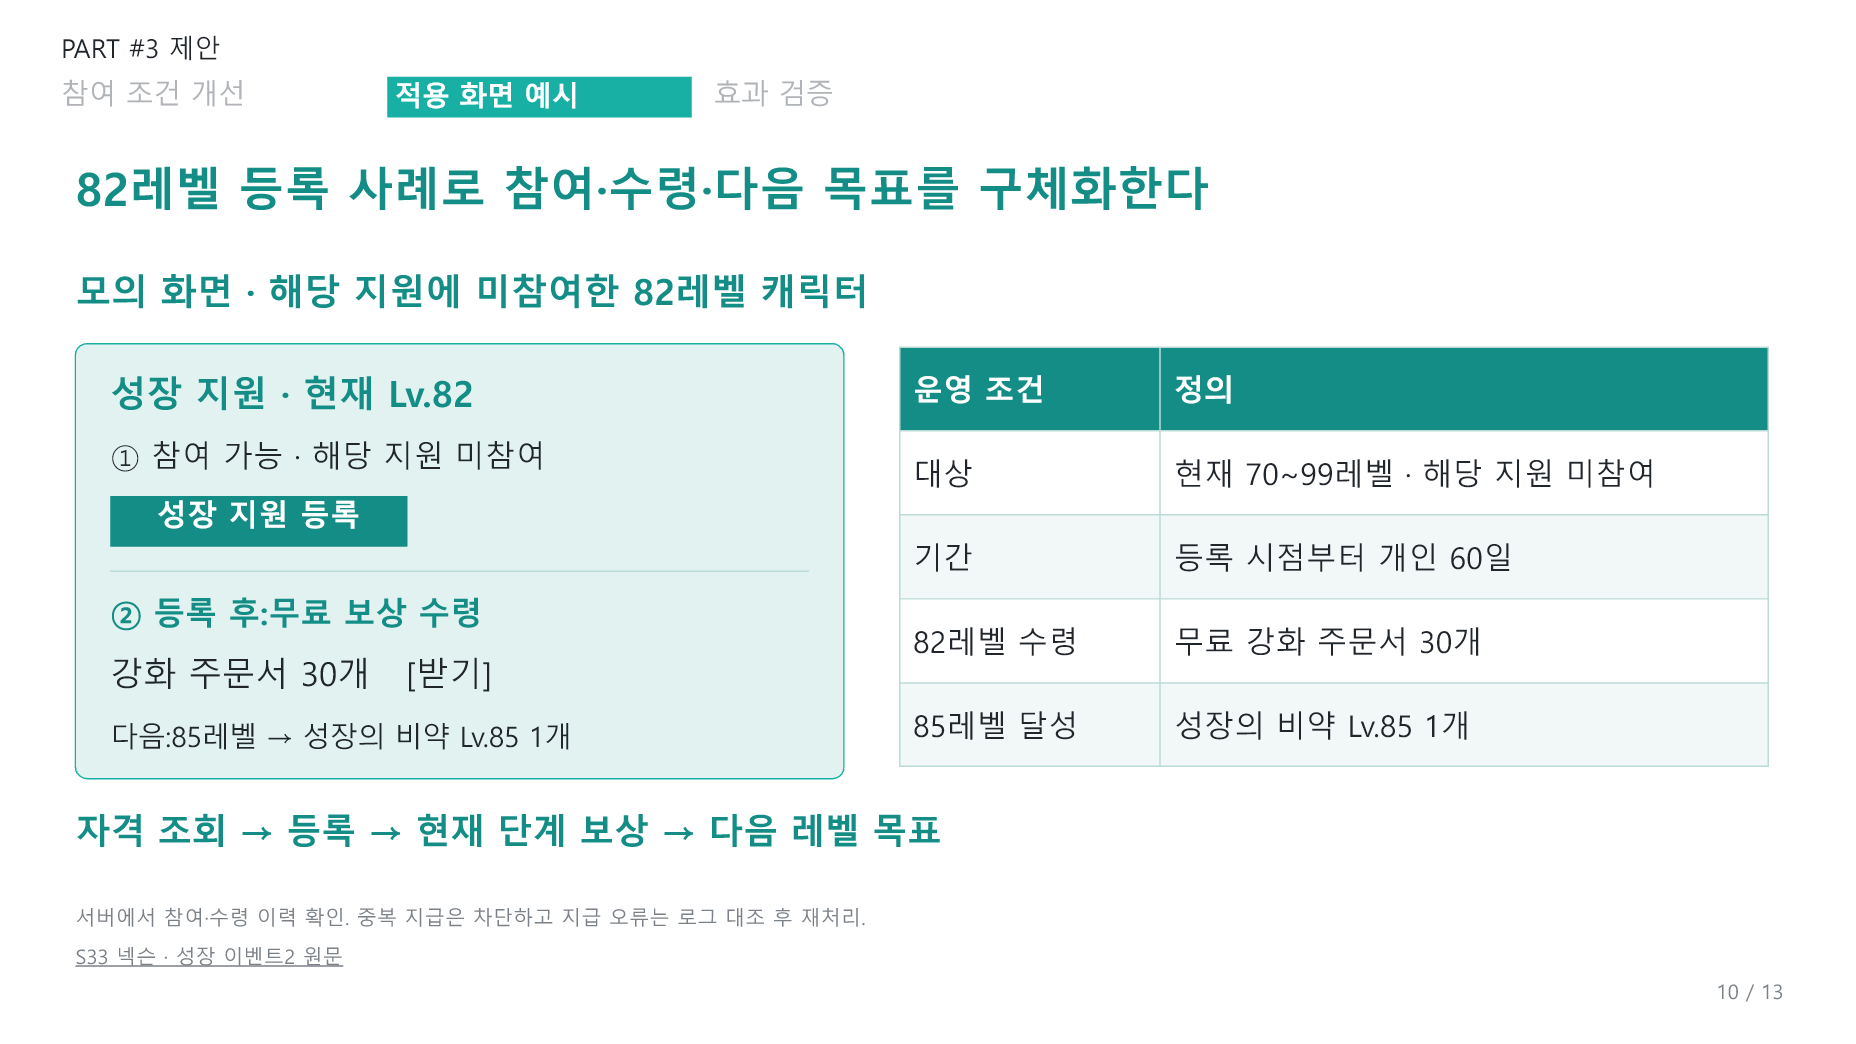 PART #3 제안
참여 조건 개선
적용 화면 예시
효과 검증
82레벨 등록 사례로 참여·수령·다음 목표를 구체화한다
모의 화면 · 해당 지원에 미참여한 82레벨 캐릭터
성장 지원 · 현재 Lv.82
① 참여 가능 · 해당 지원 미참여
성장 지원 등록
② 등록 후:무료 보상 수령
강화 주문서 30개 [받기]
다음:85레벨 → 성장의 비약 Lv.85 1개
운영 조건 정의
대상 현재 70~99레벨 · 해당 지원 미참여
기간 등록 시점부터 개인 60일
82레벨 수령 무료 강화 주문서 30개
85레벨 달성 성장의 비약 Lv.85 1개
자격 조회 → 등록 → 현재 단계 보상 → 다음 레벨 목표
서버에서 참여·수령 이력 확인. 중복 지급은 차단하고 지급 오류는 로그 대조 후 재처리.
S33 넥슨 · 성장 이벤트2 원문
10 / 13